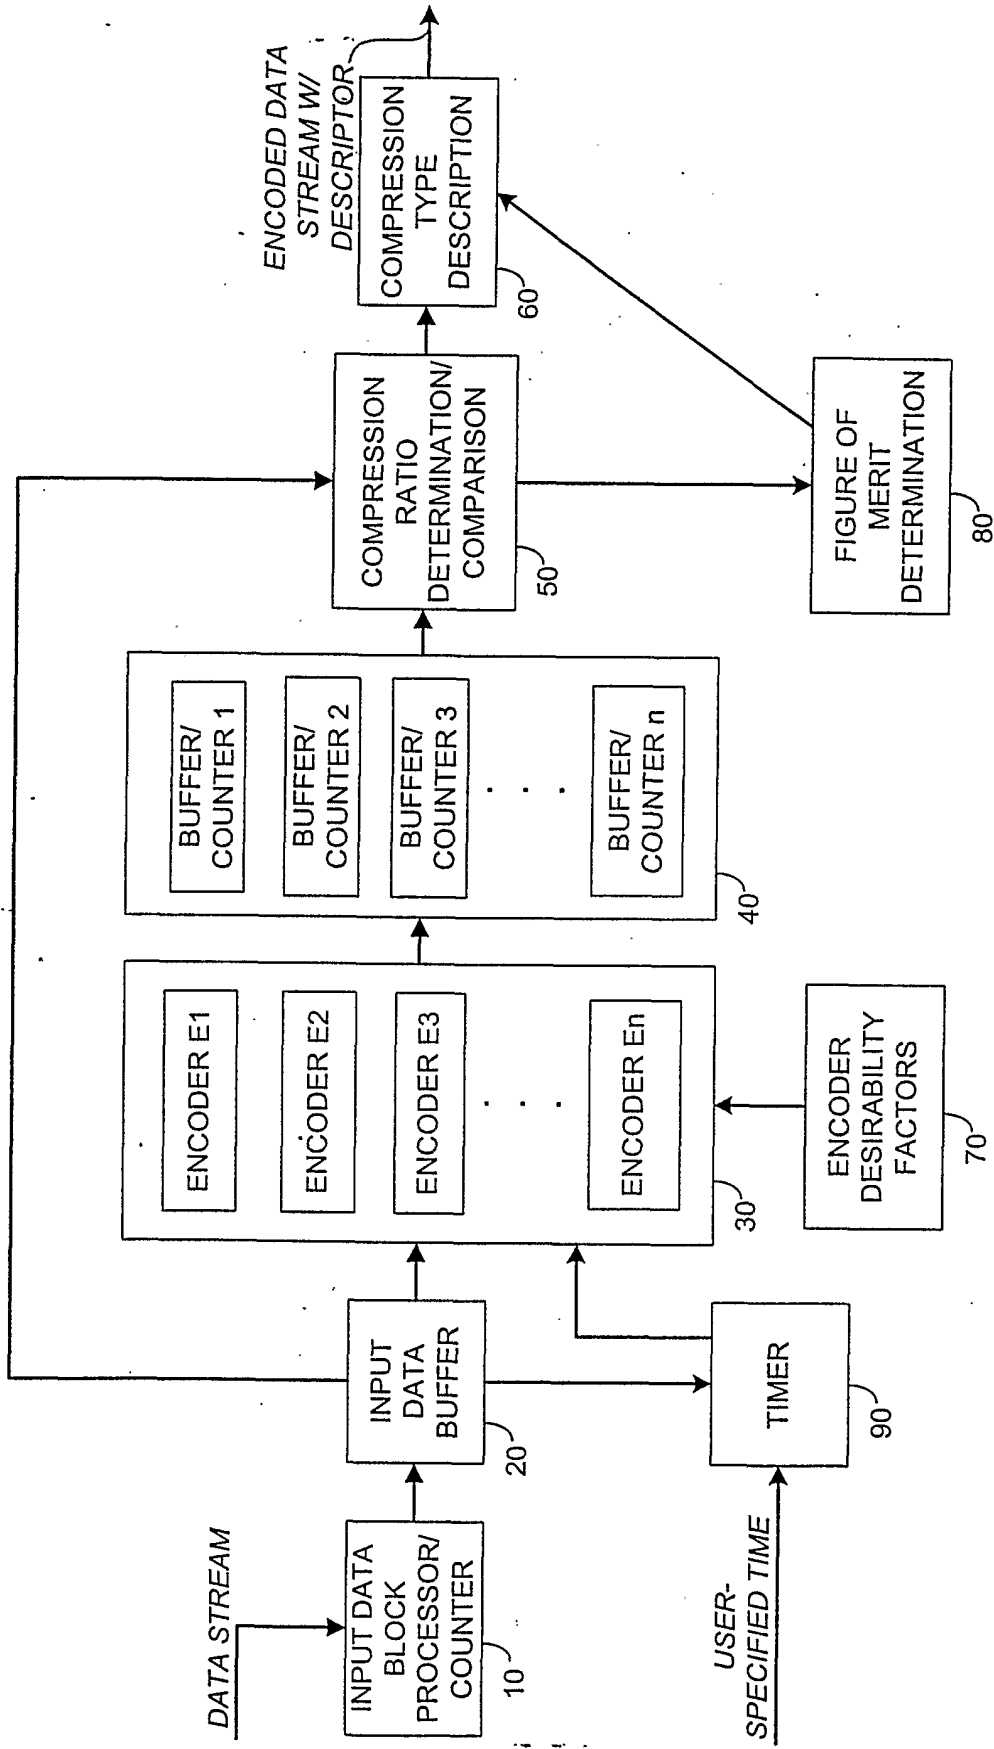 DATA STREAM
INPUT DATA
BLOCK
PROCESSOR/
COUNTER
10
INPUT
DATA
BUFFER
20
USER-
SPECIFIED TIME
TIMER
90
ENCODER E1
ENCODER E2
ENCODER E3
. . .
ENCODER En
30
ENCODER
DESIRABILITY
FACTORS
70
BUFFER/
COUNTER 1
BUFFER/
COUNTER 2
BUFFER/
COUNTER 3
. . .
BUFFER/
COUNTER n
40
COMPRESSION
RATIO
DETERMINATION/
COMPARISON
50
FIGURE OF
MERIT
DETERMINATION
80
COMPRESSION
TYPE
DESCRIPTION
60
ENCODED DATA
STREAM W/
DESCRIPTOR